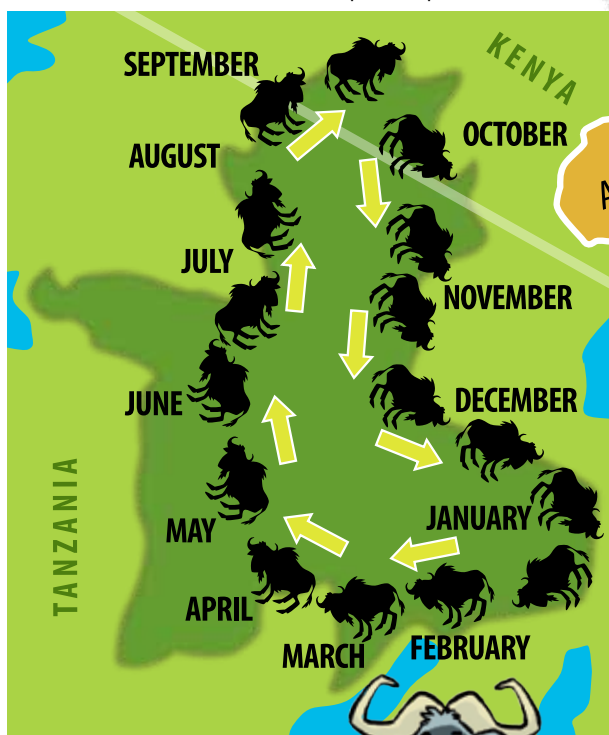 KENYA
SEPTEMBER
OCTOBER
AUGUST
A
JULY
NOVEMBER
JUNE
DECEMBER
TANZANIA
JANUARY
MAY
APRIL
MARCH
FEBRUARY